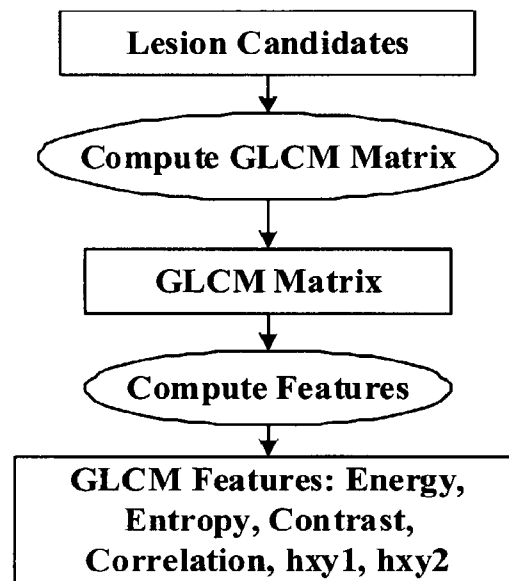 Lesion Candidates
Compute GLCM Matrix
GLCM Matrix
Compute Features
GLCM Features: Energy,
Entropy, Contrast,
Correlation, hxy1, hxy2